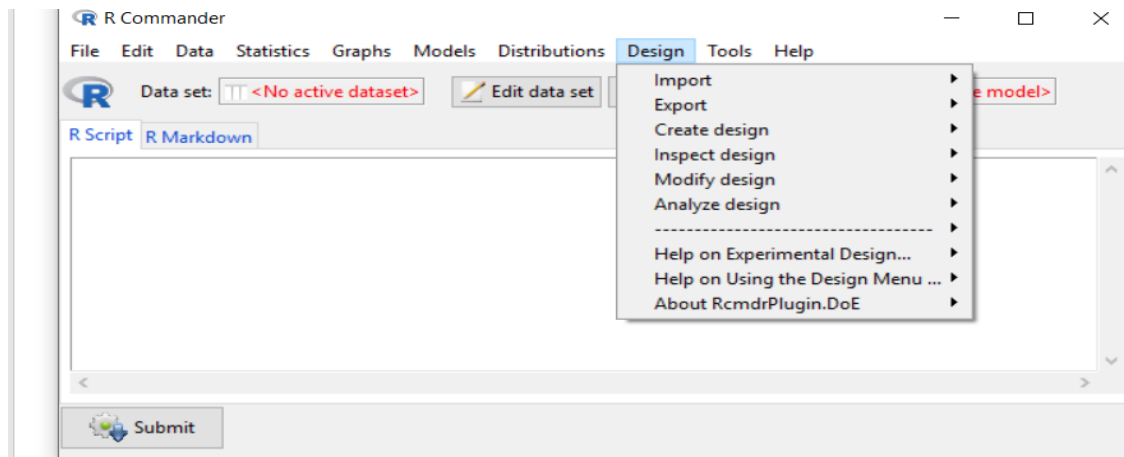 R Commander
File Edit Data Statistics Graphs Models Distributions Design Tools Help
R Data set: <No active dataset> Edit data set model>
Import
Export
Create design
Inspect design
Modify design
Analyze design
-----------------------------------
Help on Experimental Design...
Help on Using the Design Menu ...
About RcmdrPlugin.DoE
R Script R Markdown
Submit